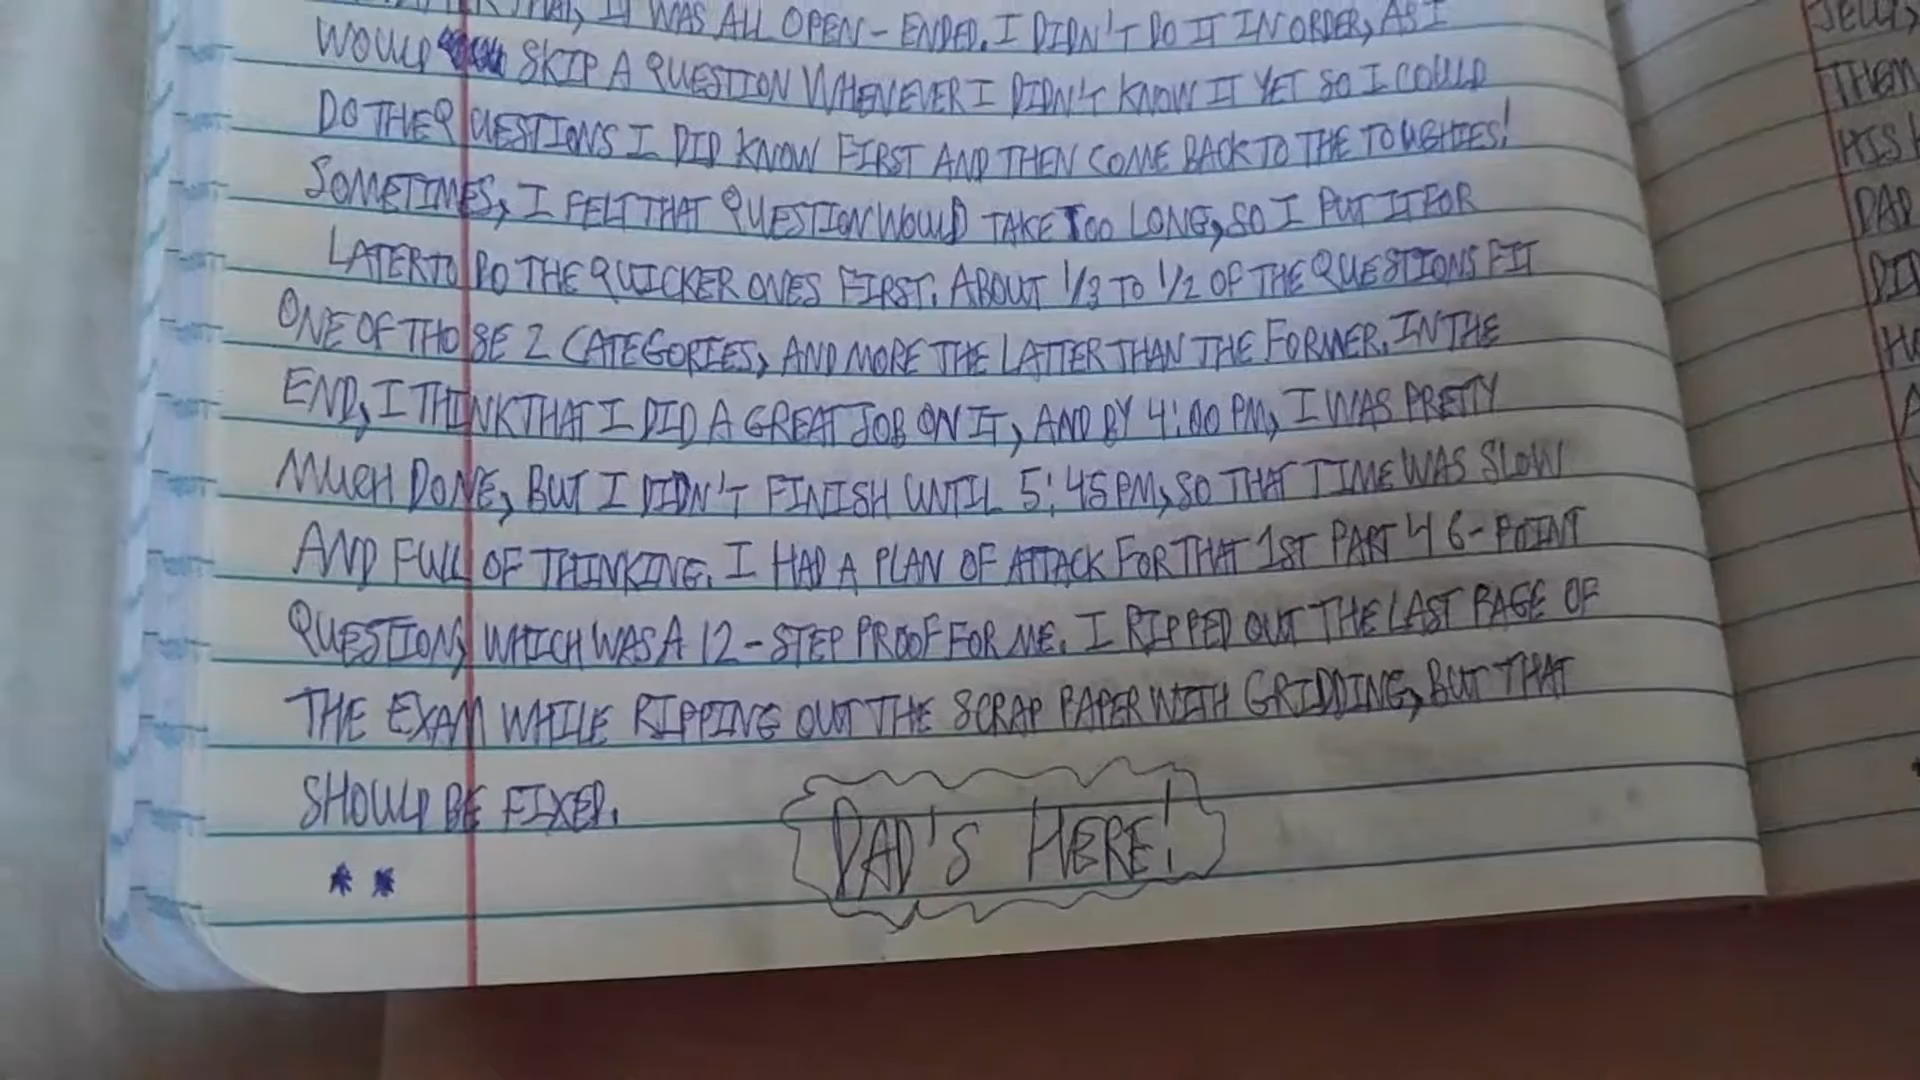 THAT, IT WAS ALL OPEN-ENDED. I DIDN'T DO IT IN ORDER, AS I
WOULD SKIP A QUESTION WHENEVER I DIDN'T KNOW IT YET SO I COULD
DO THE QUESTIONS I DID KNOW FIRST AND THEN COME BACK TO THE TOUGHIES!
SOMETIMES, I FELT THAT QUESTION WOULD TAKE TOO LONG, SO I PUT IT FOR
LATER TO DO THE QUICKER ONES FIRST. ABOUT 1/3 TO 1/2 OF THE QUESTIONS FIT
ONE OF THOSE 2 CATEGORIES, AND MORE THE LATTER THAN THE FORMER. IN THE
END, I THINK THAT I DID A GREAT JOB ON IT, AND BY 4:00 PM, I WAS PRETTY
MUCH DONE, BUT I DIDN'T FINISH UNTIL 5:45 PM, SO THAT TIME WAS SLOW
AND FULL OF THINKING. I HAD A PLAN OF ATTACK FOR THAT 1ST PART 4 6-POINT
QUESTION, WHICH WAS A 12-STEP PROOF FOR ME. I RIPPED OUT THE LAST PAGE OF
THE EXAM WHILE RIPPING OUT THE SCRAP PAPER WITH GRIDDING, BUT THAT
SHOULD BE FIXED.
DAD'S HERE!
* *
THEM
HIS
DAD
DID